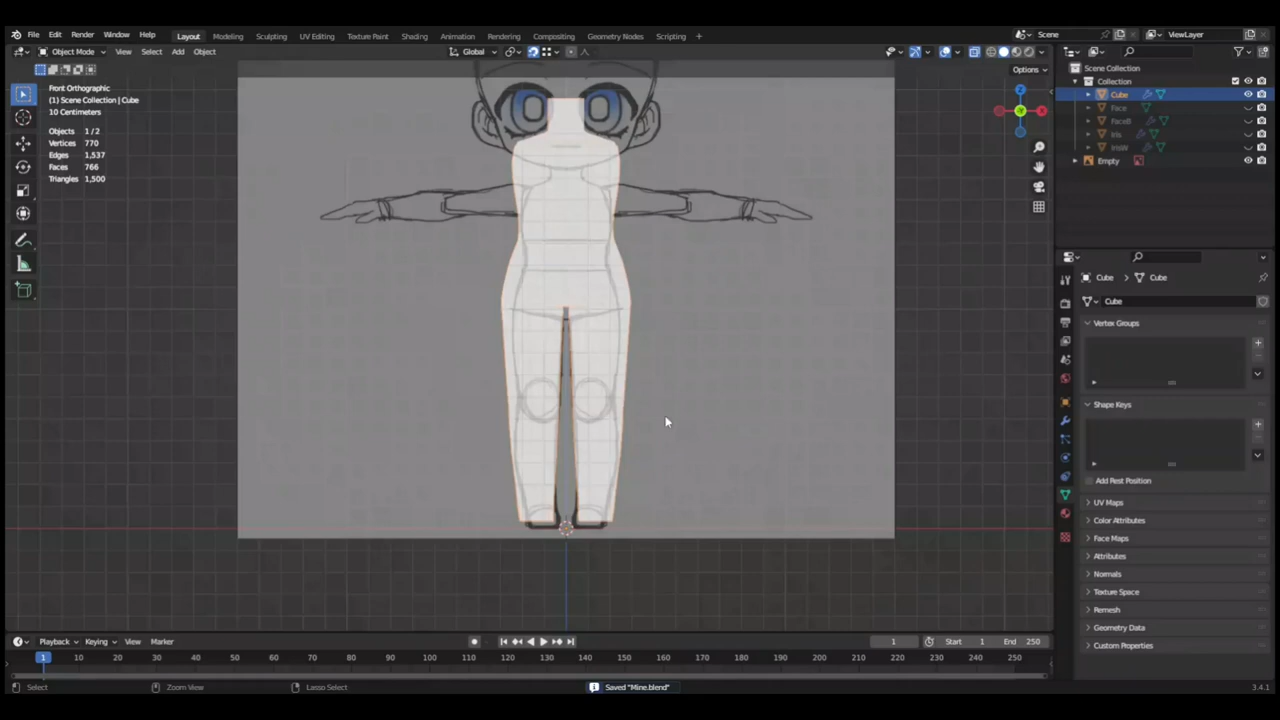 File Edit Render Window Help Layout Modeling Sculpting UV Editing Texture Paint Shading Animation Rendering Compositing Geometry Nodes Scripting + Scene ViewLayer
Object Mode View Select Add Object Global
Options
Front Orthographic
(1) Scene Collection | Cube
10 Centimeters
Objects 1 / 2
Vertices 770
Edges 1,537
Faces 766
Triangles 1,500
Z
X
Y
Scene Collection
Collection
Cube
Face
FaceB
Iris
IrisW
Empty
Cube Cube
Cube
Vertex Groups
Shape Keys
Add Rest Position
UV Maps
Color Attributes
Face Maps
Attributes
Normals
Texture Space
Remesh
Geometry Data
Custom Properties
Playback Keying View Marker 1 Start 1 End 250
1 10 20 30 40 50 60 70 80 90 100 110 120 130 140 150 160 170 180 190 200 210 220 230 240 250
Select Zoom View Lasso Select Saved "Mine.blend" 3.4.1